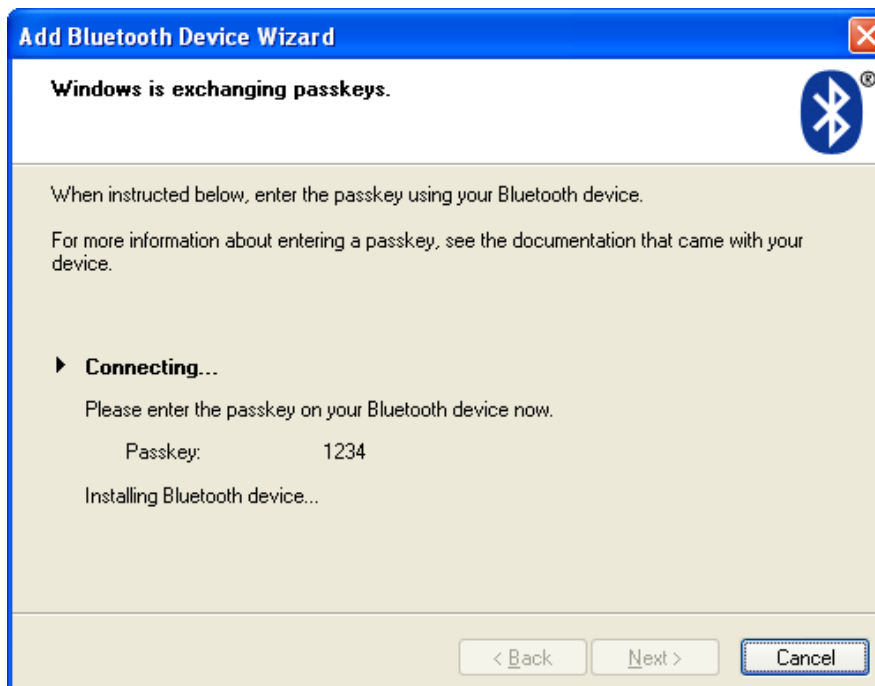 Add Bluetooth Device Wizard
Windows is exchanging passkeys.
®
When instructed below, enter the passkey using your Bluetooth device.
For more information about entering a passkey, see the documentation that came with your
device.
Connecting...
Please enter the passkey on your Bluetooth device now.
Passkey: 1234
Installing Bluetooth device...
< Back Next > Cancel